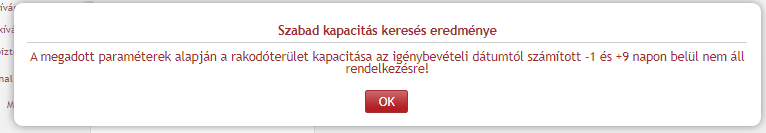 Szabad kapacitás keresés eredménye
A megadott paraméterek alapján a rakodóterület kapacitása az igénybevételi dátumtól számított -1 és +9 napon belül nem áll
rendelkezésre!
OK